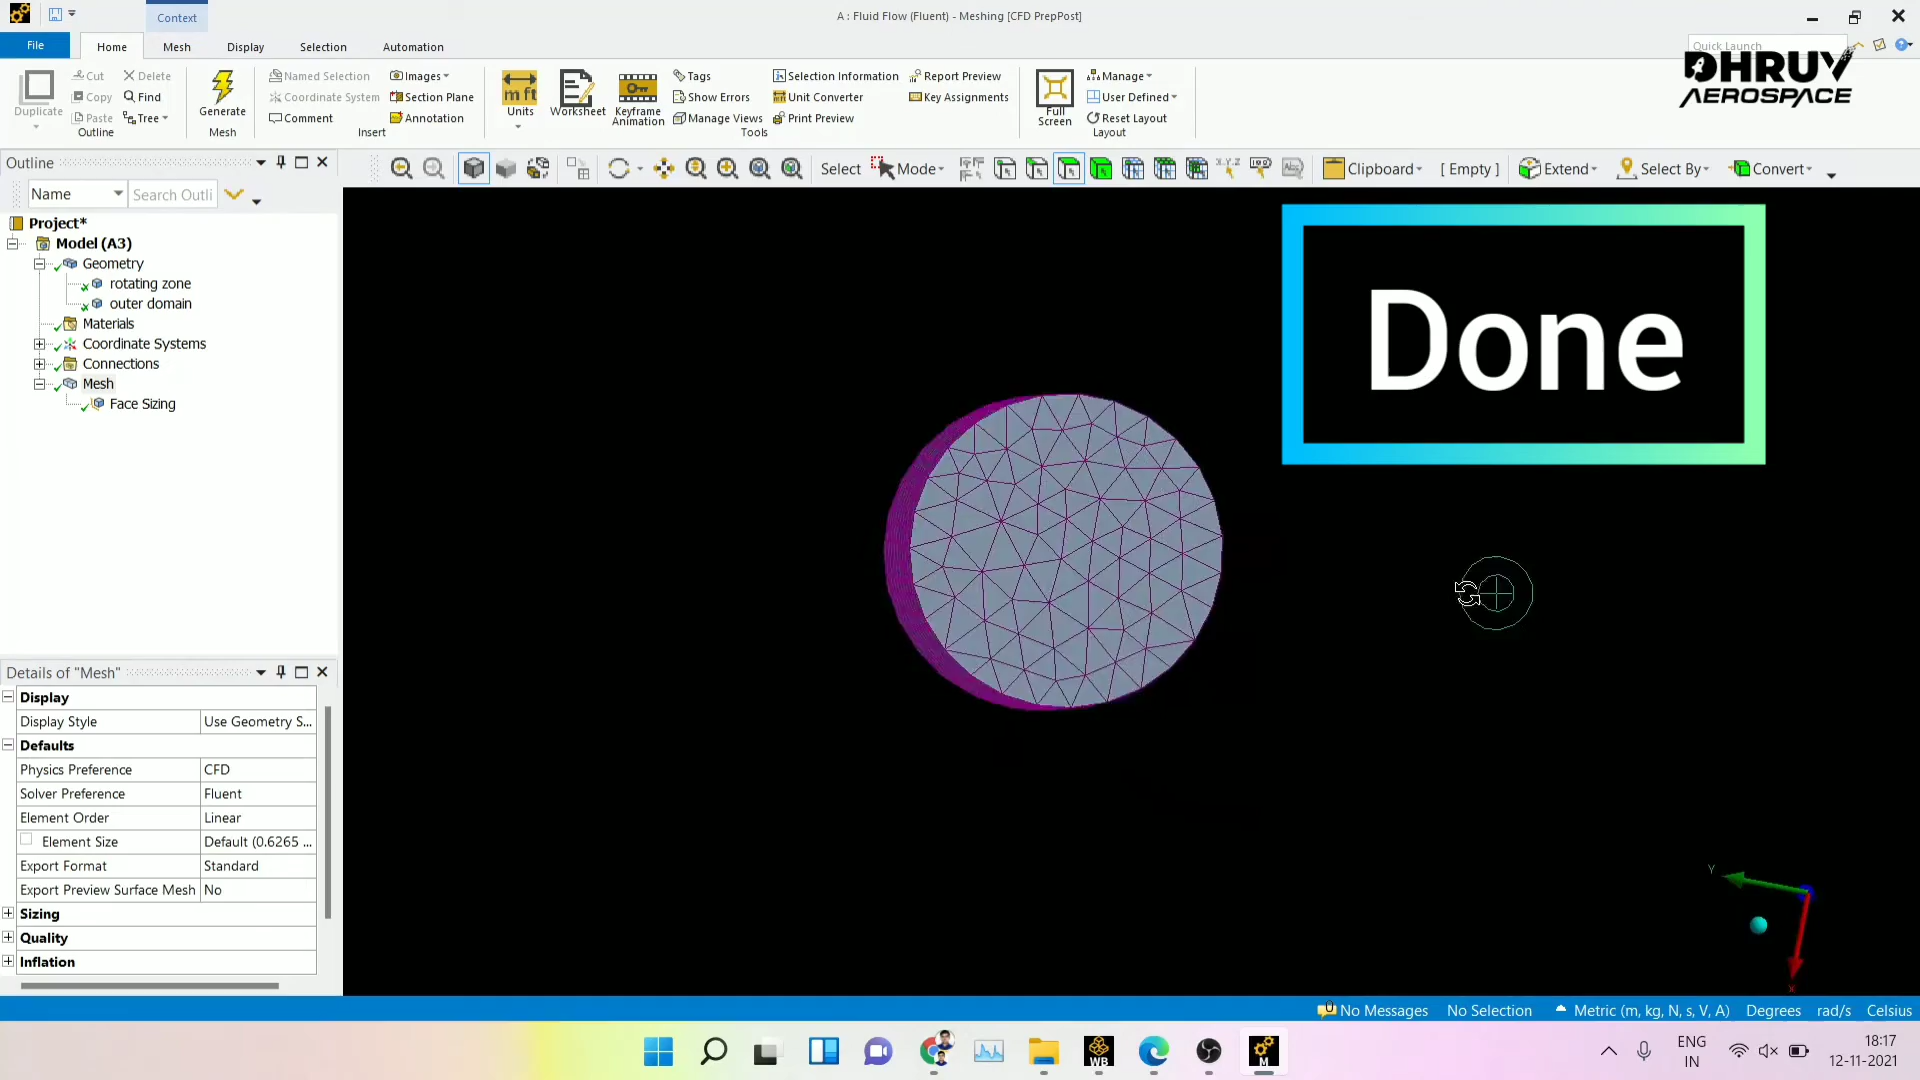 Context
A : Fluid Flow (Fluent) - Meshing [CFD PrepPost]
File Home Mesh Display Selection Automation
Quick Launch
DHRUV
AEROSPACE
Duplicate
Cut
Copy
Paste
Delete
Find
Tree
Outline
Generate
Mesh
Named Selection
Coordinate System
Comment
Images
Section Plane
Annotation
Insert
m ft
Units
Worksheet
Keyframe
Animation
Tags
Show Errors
Manage Views
Selection Information
Unit Converter
Print Preview
Report Preview
Key Assignments
Tools
Full
Screen
Manage
User Defined
Reset Layout
Layout
Outline
Select Mode Clipboard [ Empty ] Extend Select By Convert
Name Search Outli
Project*
Model (A3)
Geometry
rotating zone
outer domain
Materials
Coordinate Systems
Connections
Mesh
Face Sizing
Done
Details of "Mesh"
Display
Display Style Use Geometry S...
Defaults
Physics Preference CFD
Solver Preference Fluent
Element Order Linear
Element Size Default (0.6265 ...
Export Format Standard
Export Preview Surface Mesh No
Sizing
Quality
Inflation
Y
X
0 No Messages No Selection Metric (m, kg, N, s, V, A) Degrees rad/s Celsius
WB
M
ENG
IN
18:17
12-11-2021